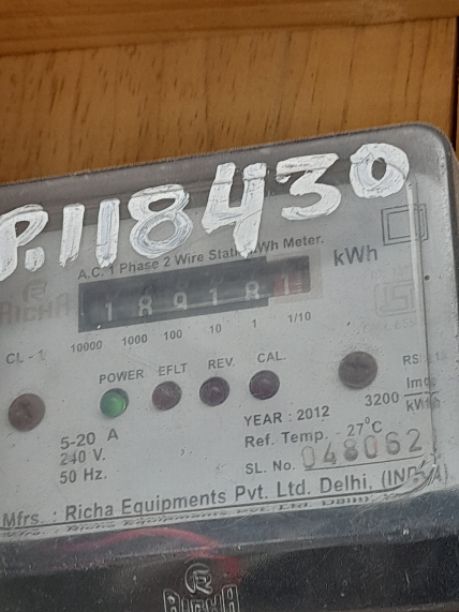 P.118430
A.C. 1 Phase 2 Wire Static kWh Meter.
kWh
RICHA
1 8 9 1 8 1
10000 1000 100 10 1 1/10
CL - 1
POWER EFLT REV. CAL.
5-20 A
240 V.
50 Hz.
3200 kWh
YEAR : 2012
Ref. Temp. - 27°C
SL. No. 048062
Mfrs. : Richa Equipments Pvt. Ltd. Delhi, (INDIA)
RICHA